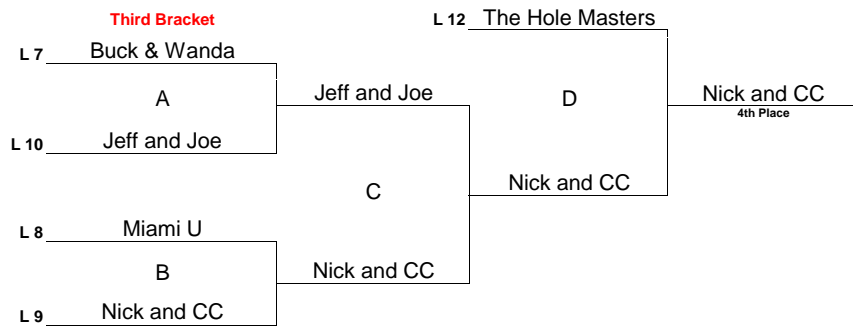 Third Bracket
L 12 The Hole Masters
L 7 Buck & Wanda
A
Jeff and Joe
D
Nick and CC
4th Place
L 10 Jeff and Joe
C
Nick and CC
L 8 Miami U
B
Nick and CC
L 9 Nick and CC